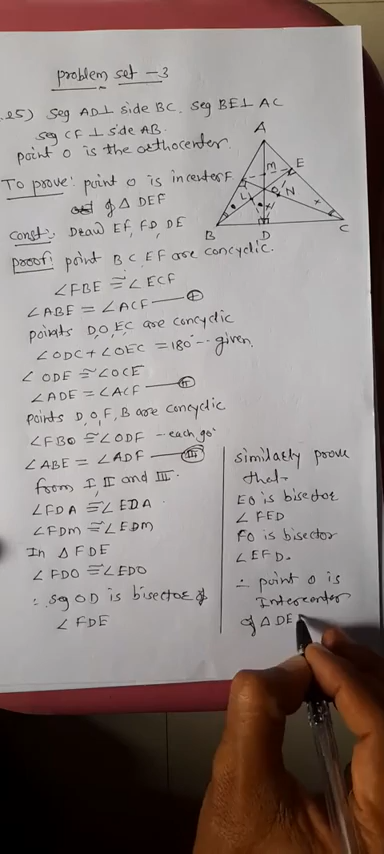 problem set - 3
25) seg AD ⊥ side BC. seg BE ⊥ AC
seg CF ⊥ side AB.
point O is the orthocenter.
A
M
E
F
L
O
N
B
D
C
To prove: point O is incenter
of △ DEF
const:. Draw EF, FD, DE
proof: point B C E F are concyclic.
∠FBE ≅ ∠ECF
∠ABE = ∠ACF — I
points D, O, E, C are concyclic
∠ODC + ∠OEC = 180° -- given.
∠ODE ≅ ∠OCE
∠ADE = ∠ACF — II
points D, O, F, B are concyclic
∠FBO ≅ ∠ODF - each 90°
∠ABE = ∠ADF — III
from I, II and III.
∠FDA ≅ ∠EDA
∠FDM ≅ ∠EDM
In △ FDE
∠FDO ≅ ∠EDO
∴ seg OD is bisector of
∠FDE
similarly prove
that-
EO is bisector
∠FED
FO is bisector
∠EFD.
∴ point O is
Intercenter
of △ DE